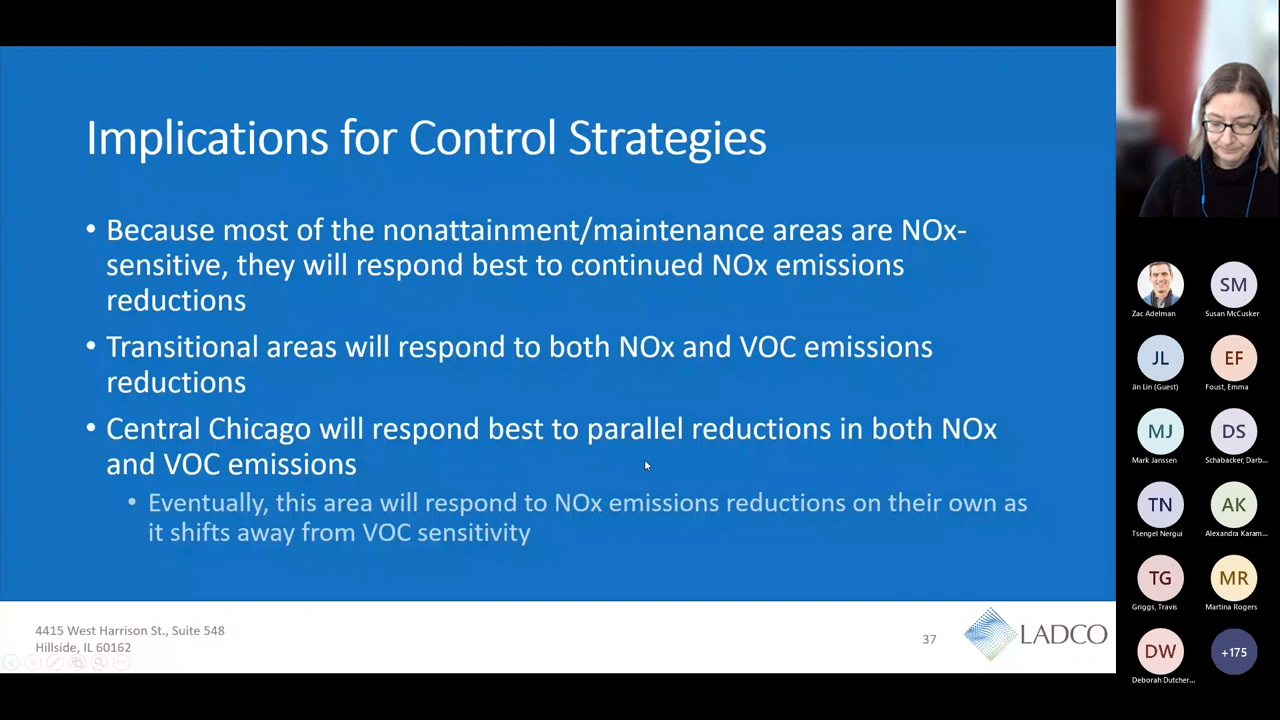 Implications for Control Strategies
• Because most of the nonattainment/maintenance areas are NOx-
sensitive, they will respond best to continued NOx emissions
reductions
• Transitional areas will respond to both NOx and VOC emissions
reductions
• Central Chicago will respond best to parallel reductions in both NOx
and VOC emissions
• Eventually, this area will respond to NOx emissions reductions on their own as
it shifts away from VOC sensitivity
4415 West Harrison St., Suite 548
Hillside, IL 60162
37
LADCO
Zac Adelman
SM
Susan McCusker
JL
Jin Lin (Guest)
EF
Foust, Emma
MJ
Mark Janssen
DS
Schabacker, Darb...
TN
Tsengel Nergui
AK
Alexandra Karam...
TG
Griggs, Travis
MR
Martina Rogers
DW
Deborah Dutcher...
+175